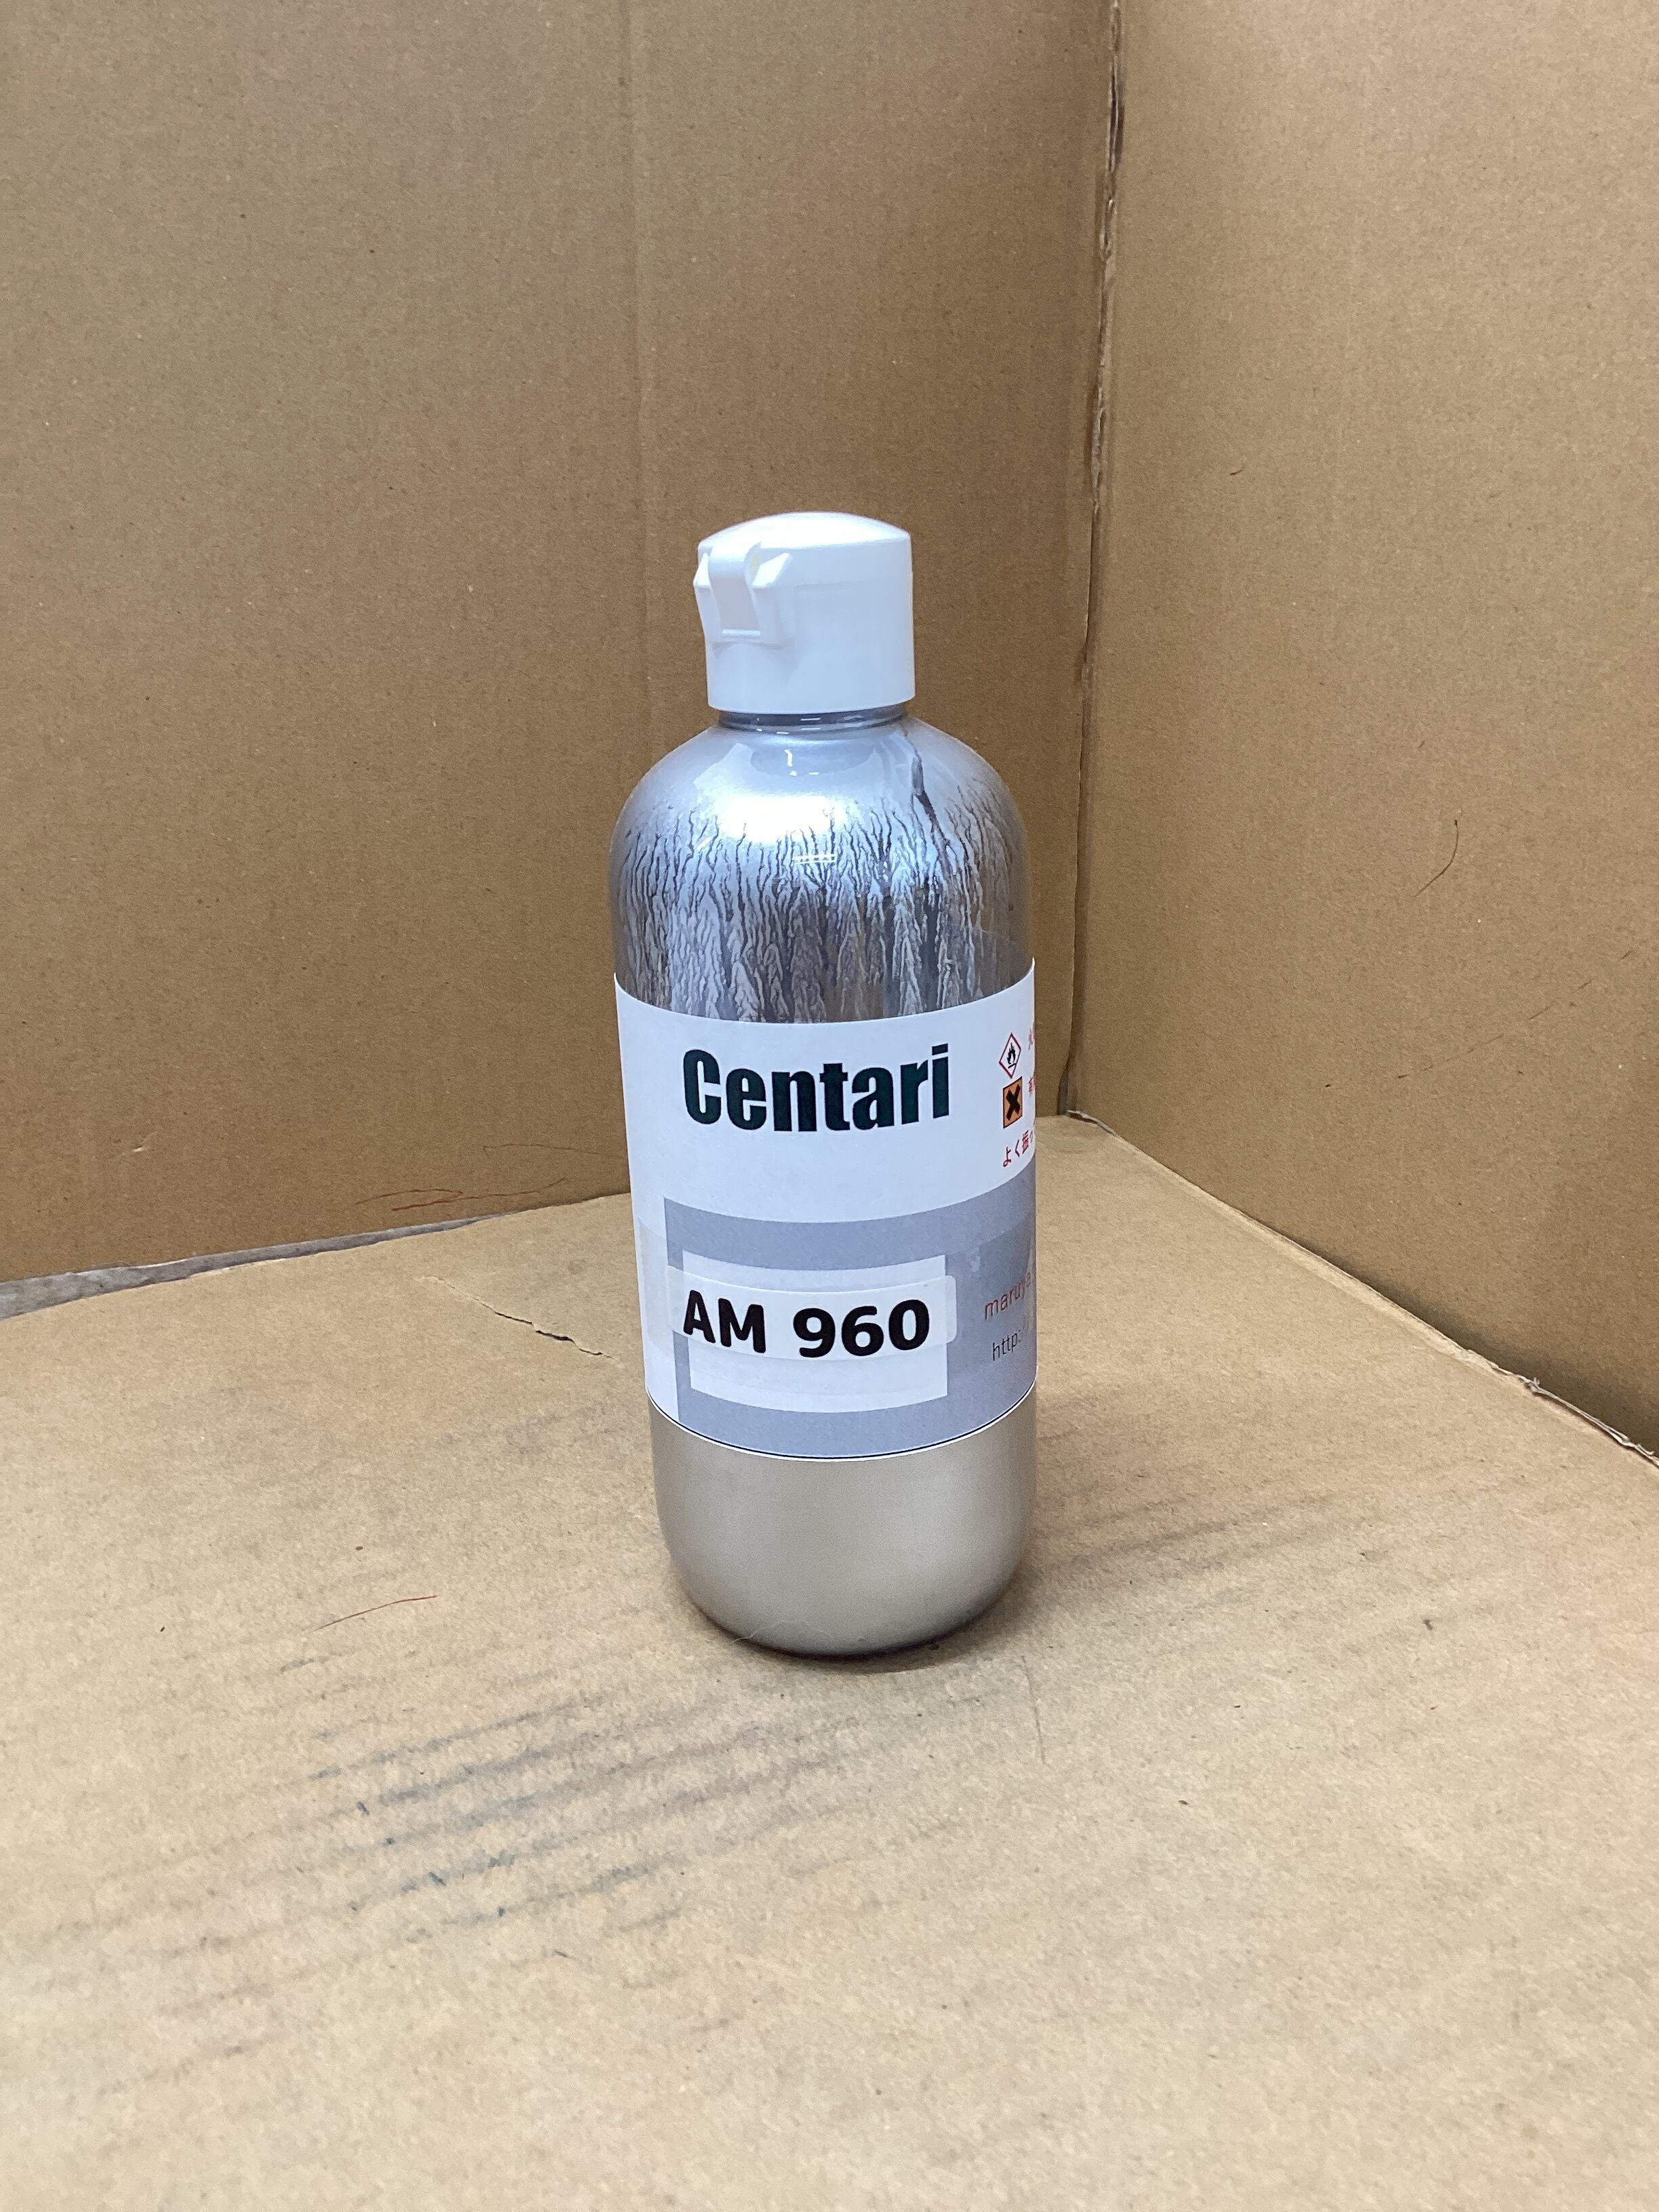 Centari
よく振
AM 960
http: